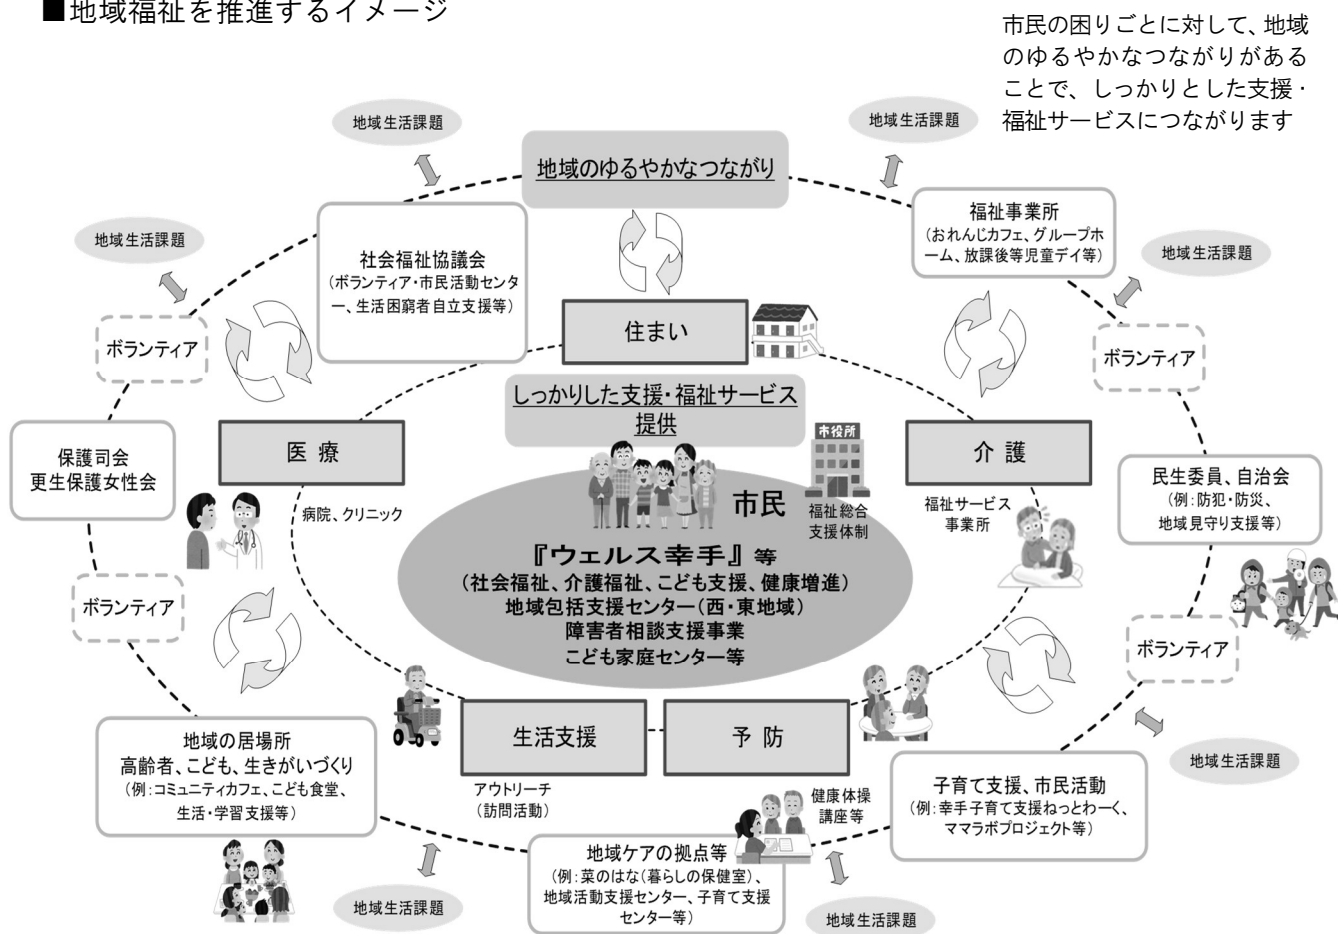 ■地域福祉を推進するイメージ
市民の困りごとに対して、地域
のゆるやかなつながりがある
ことで、しっかりとした支援・
福祉サービスにつながります
地域生活課題
地域生活課題
地域のゆるやかなつながり
福祉事業所
(おれんじカフェ、グループホ
ーム、放課後等児童デイ等)
地域生活課題
地域生活課題
社会福祉協議会
(ボランティア・市民活動センタ
ー、生活困窮者自立支援等)
住まい
ボランティア
ボランティア
しっかりした支援・福祉サービス
提供
市役所
医療
介護
保護司会
更生保護女性会
民生委員、自治会
(例:防犯・防災、
地域見守り支援等)
病院、クリニック
市民
福祉総合
支援体制
福祉サービス
事業所
『ウェルス幸手』等
(社会福祉、介護福祉、こども支援、健康増進)
地域包括支援センター(西・東地域)
障害者相談支援事業
こども家庭センター等
ボランティア
ボランティア
生活支援
予防
地域の居場所
高齢者、こども、生きがいづくり
(例:コミュニティカフェ、こども食堂、
生活・学習支援等)
アウトリーチ
(訪問活動)
健康体操
講座等
子育て支援、市民活動
(例:幸手子育て支援ねっとわーく、
ママラボプロジェクト等)
地域生活課題
地域ケアの拠点等
(例:菜のはな(暮らしの保健室)、
地域活動支援センター、子育て支援
センター等)
地域生活課題
地域生活課題